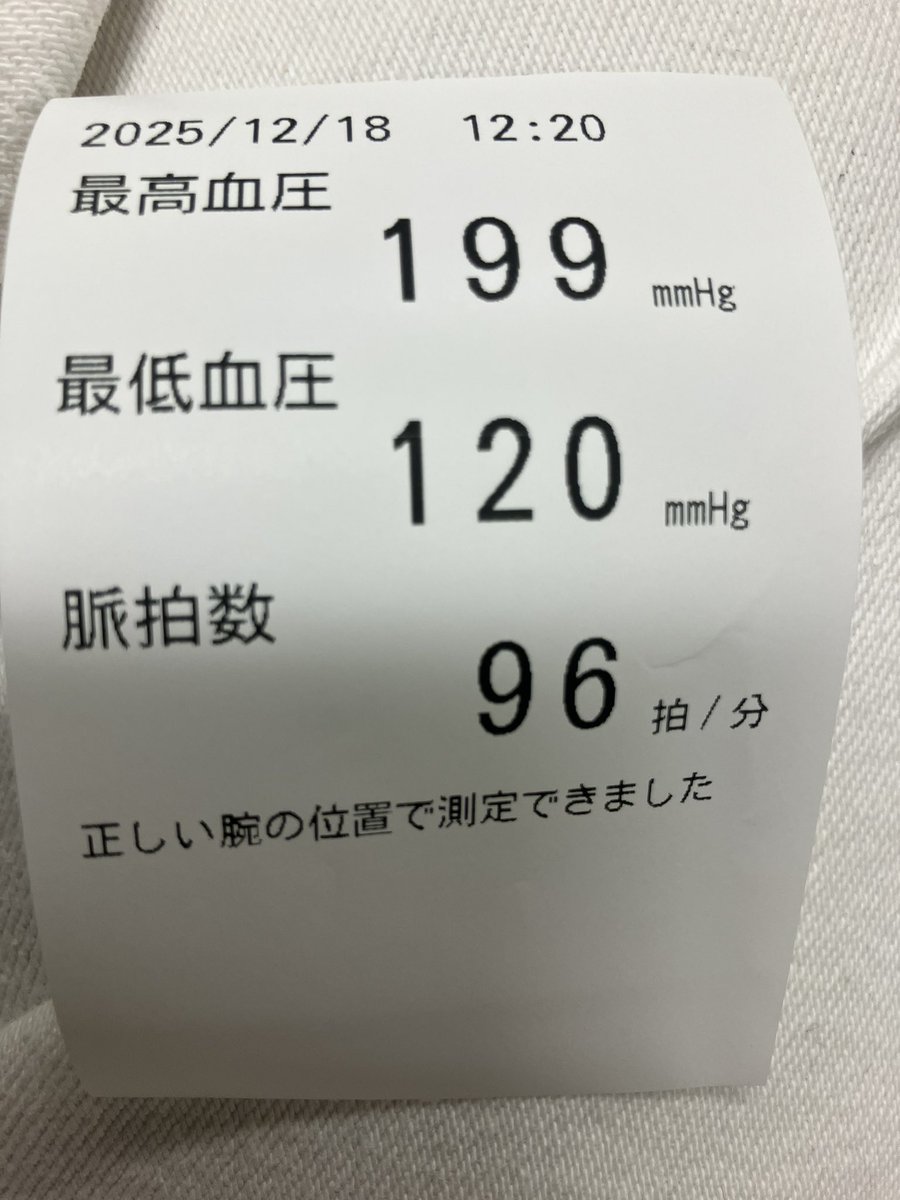 2025/12/18 12:20
最高血圧
199 mmHg
最低血圧
120 mmHg
脈拍数
96 拍/分
正しい腕の位置で測定できました